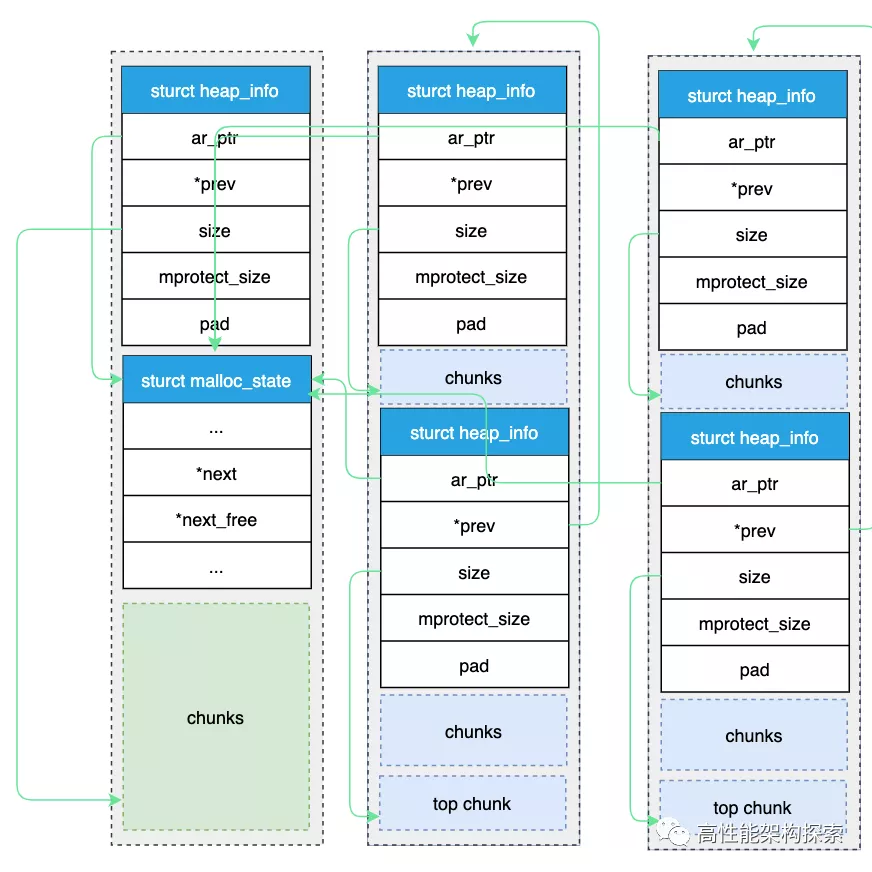 sturct heap_info
ar_ptr
*prev
size
mprotect_size
pad
sturct malloc_state
...
*next
*next_free
...
chunks
sturct heap_info
ar_ptr
*prev
size
mprotect_size
pad
chunks
sturct heap_info
ar_ptr
*prev
size
mprotect_size
pad
chunks
top chunk
sturct heap_info
ar_ptr
*prev
size
mprotect_size
pad
chunks
sturct heap_info
ar_ptr
*prev
size
mprotect_size
pad
chunks
top chunk
高性能架构探索